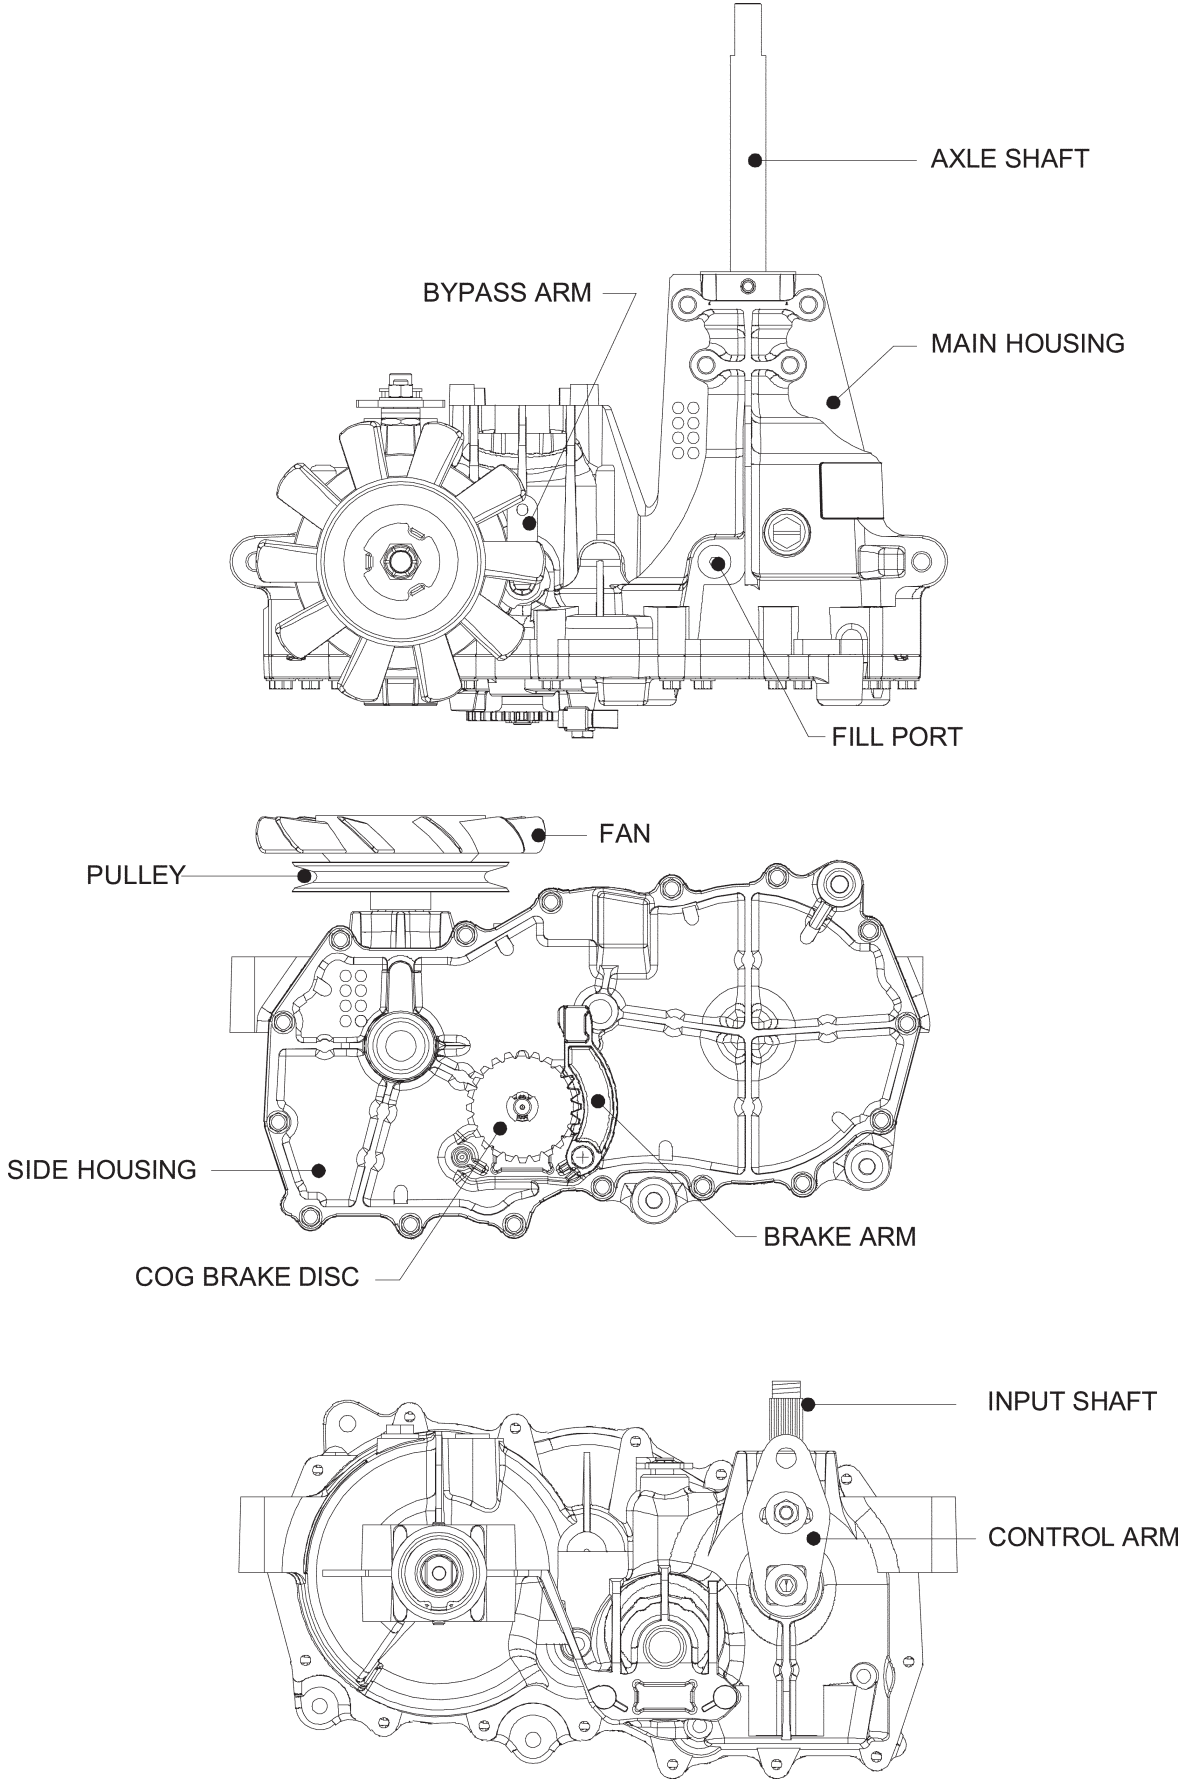 AXLE SHAFT
BYPASS ARM
MAIN HOUSING
FILL PORT
FAN
PULLEY
SIDE HOUSING
BRAKE ARM
COG BRAKE DISC
INPUT SHAFT
CONTROL ARM